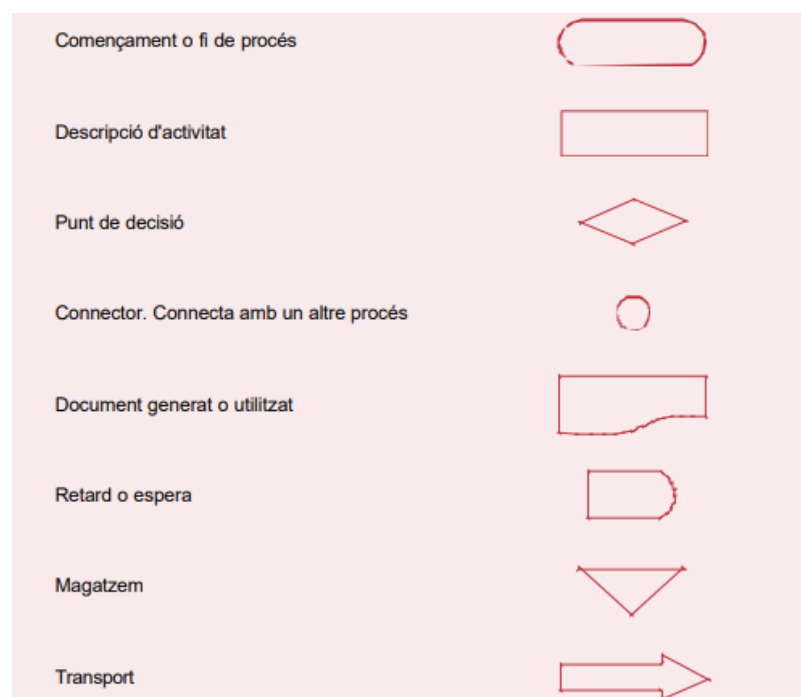 Començament o fi de procés
Descripció d'activitat
Punt de decisió
Connector. Connecta amb un altre procés
Document generat o utilitzat
Retard o espera
Magatzem
Transport